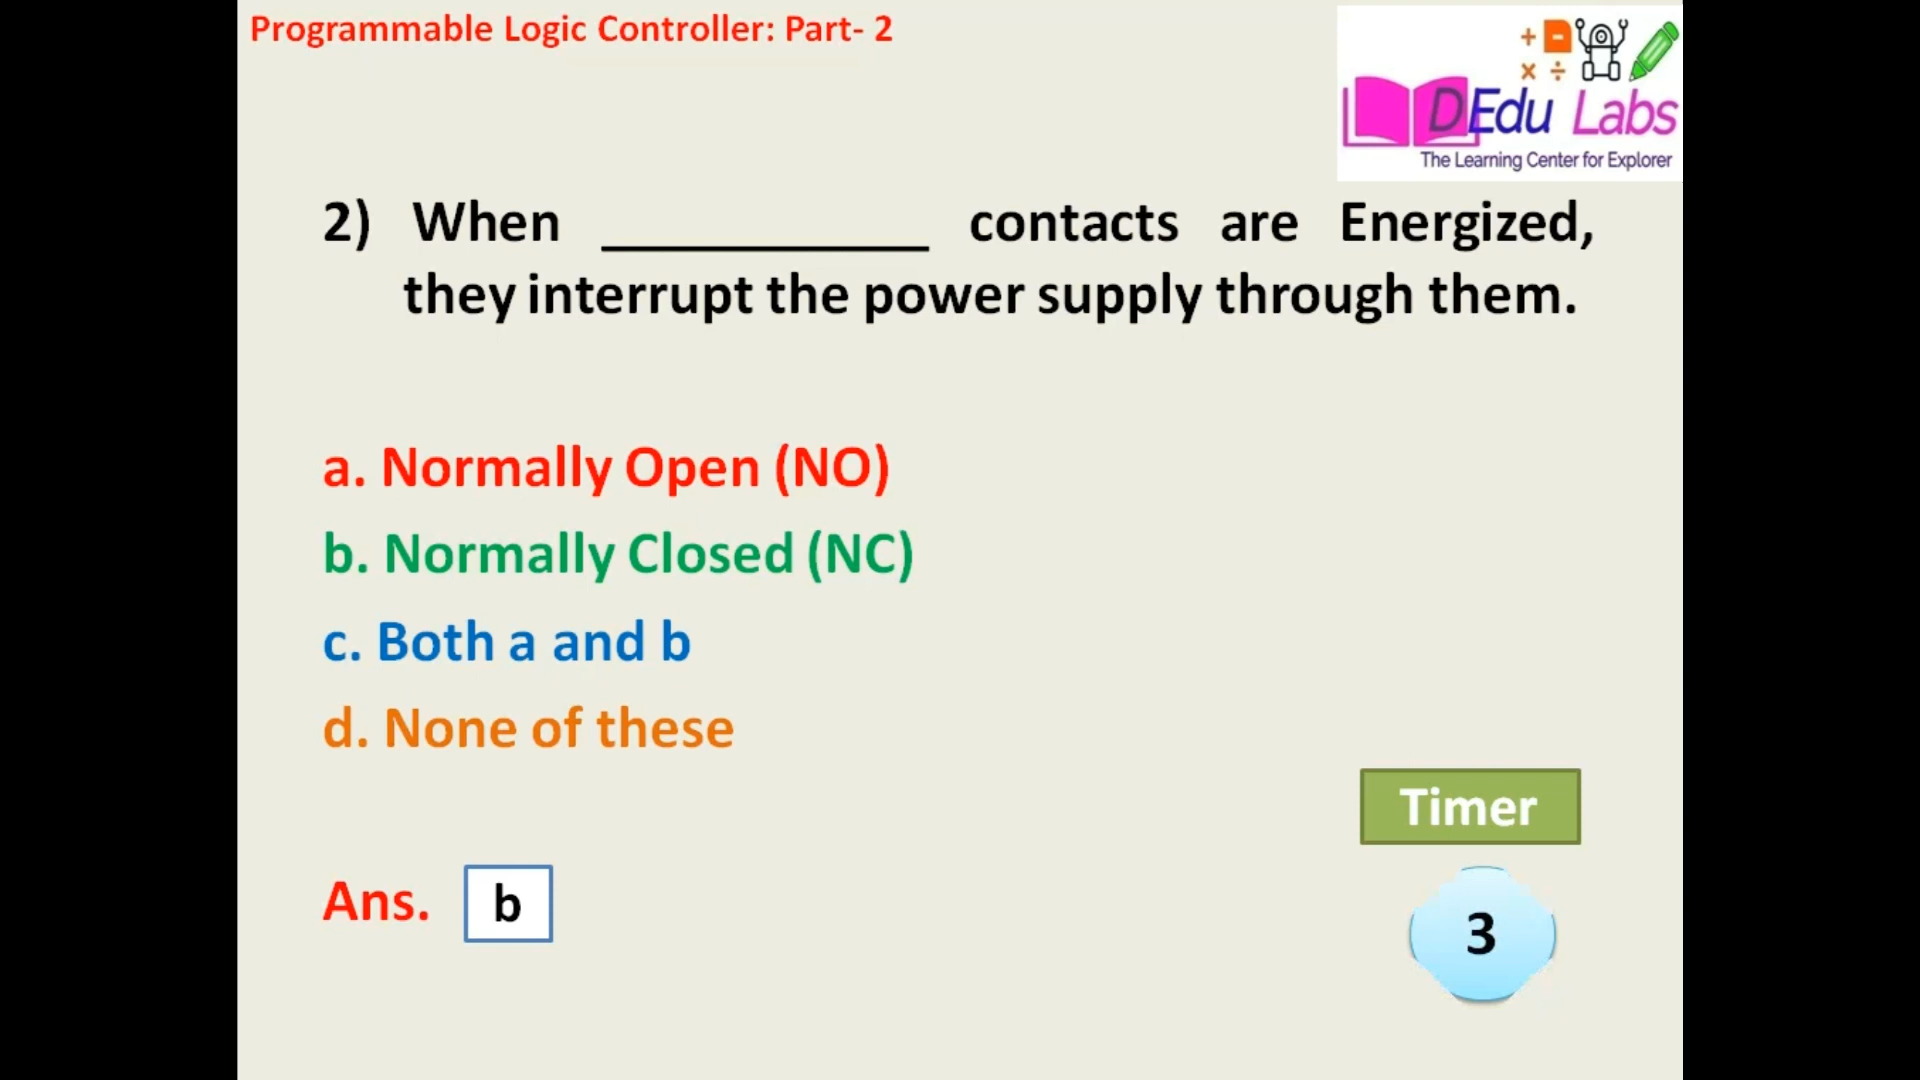 Programmable Logic Controller: Part- 2
+ -
× ÷
DEdu Labs
The Learning Center for Explorer
2) When ____________ contacts are Energized,
they interrupt the power supply through them.
a. Normally Open (NO)
b. Normally Closed (NC)
c. Both a and b
d. None of these
Timer
Ans. b
3